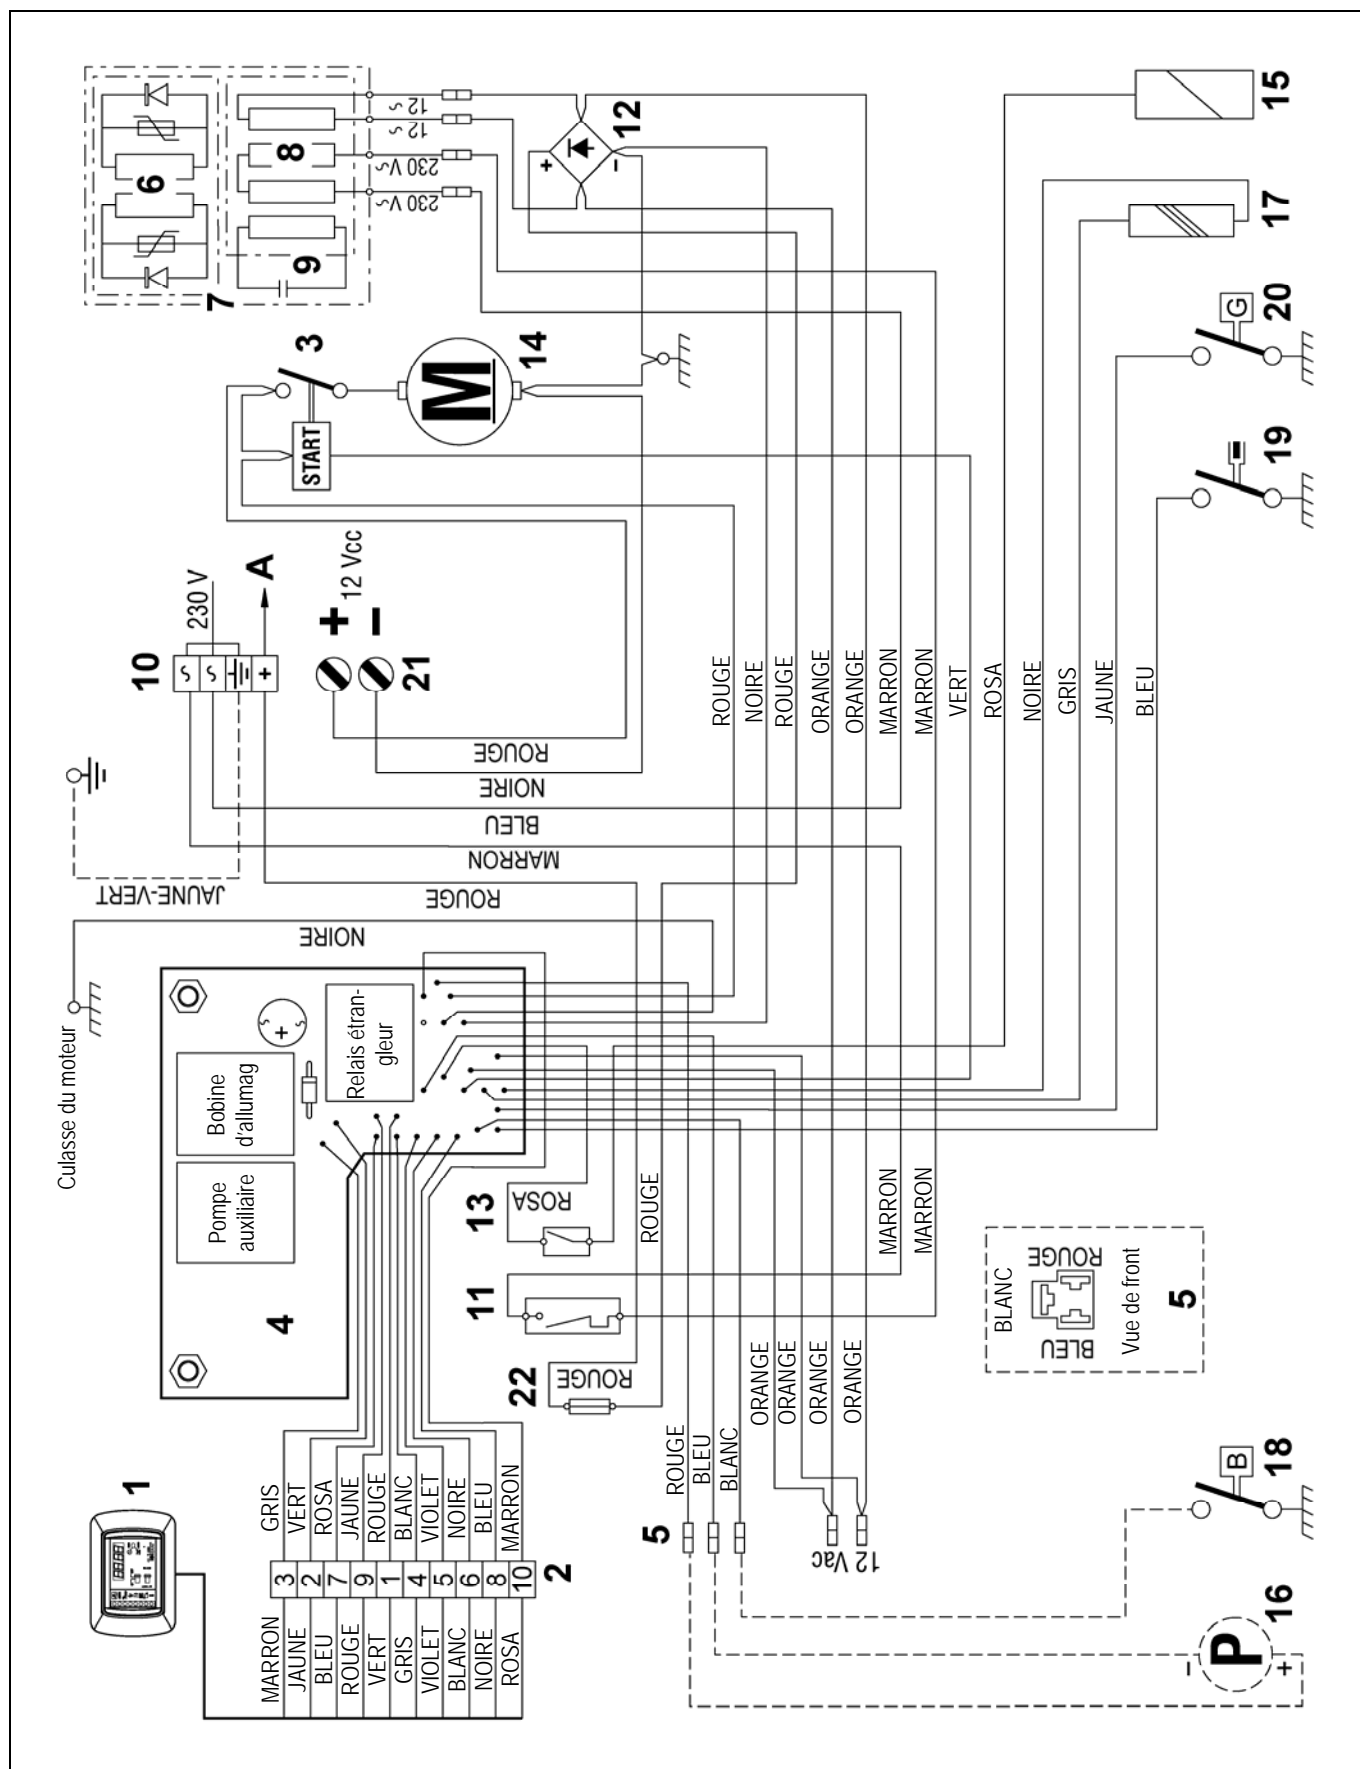 7
6
8
9
12 ~
12 ~
230 V~
230 V~
+
-
12
15
17
G
20
19
3
START
M
14
10
230 V
~
~
+
A
+
12 Vcc
-
21
ROUGE
NOIRE
BLEU
MARRON
JAUNE-VERT
ROUGE
NOIRE
ROUGE
NOIRE
ROUGE
ORANGE
ORANGE
MARRON
MARRON
VERT
ROSA
NOIRE
GRIS
JAUNE
BLEU
Culasse du moteur
~
+
~
Relais étran-
gleur
Bobine
d'allumag
Pompe
auxiliaire
4
13
ROSA
11
ROUGE
22
ROUGE
MARRON
MARRON
ROUGE
BLEU
BLANC
ORANGE
ORANGE
ORANGE
ORANGE
BLANC
ROUGE
BLEU
Vue de front
5
1
GRIS
VERT
ROSA
JAUNE
ROUGE
BLANC
VIOLET
NOIRE
BLEU
MARRON
3
2
7
9
1
4
5
6
8
10
2
MARRON
JAUNE
BLEU
ROUGE
VERT
GRIS
VIOLET
BLANC
NOIRE
ROSA
5
12 Vac
B
18
-
P
+
16